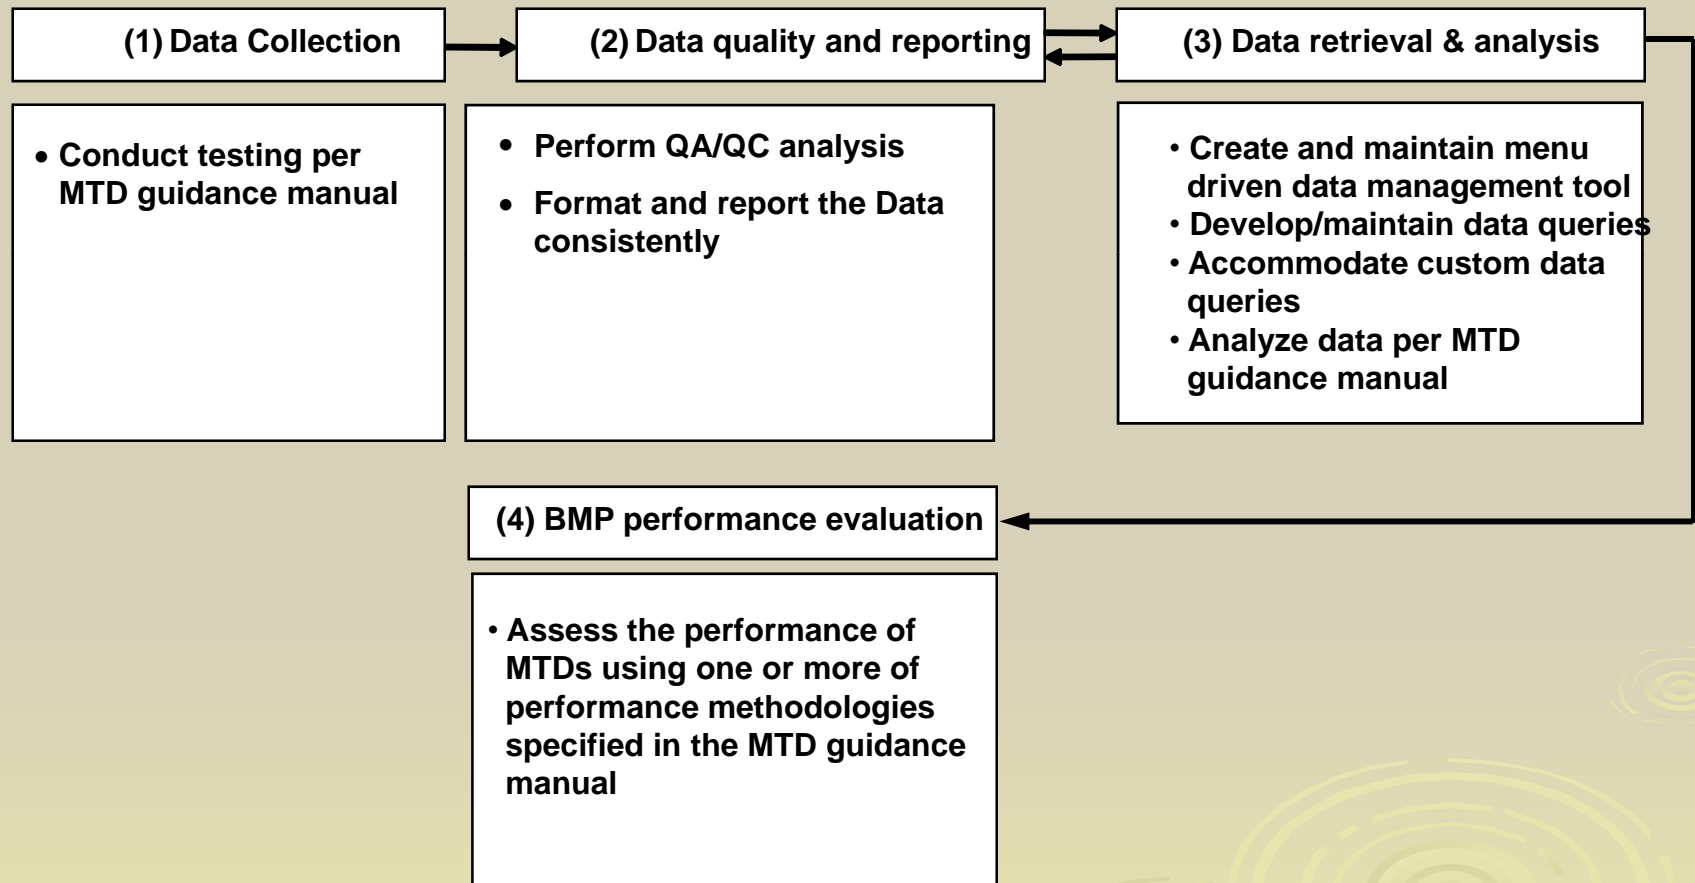 (1) Data Collection
(2) Data quality and reporting
(3) Data retrieval & analysis
• Conduct testing per
MTD guidance manual
• Perform QA/QC analysis
• Format and report the Data
consistently
• Create and maintain menu
driven data management tool
• Develop/maintain data queries
• Accommodate custom data
queries
• Analyze data per MTD
guidance manual
(4) BMP performance evaluation
• Assess the performance of
MTDs using one or more of
performance methodologies
specified in the MTD guidance
manual